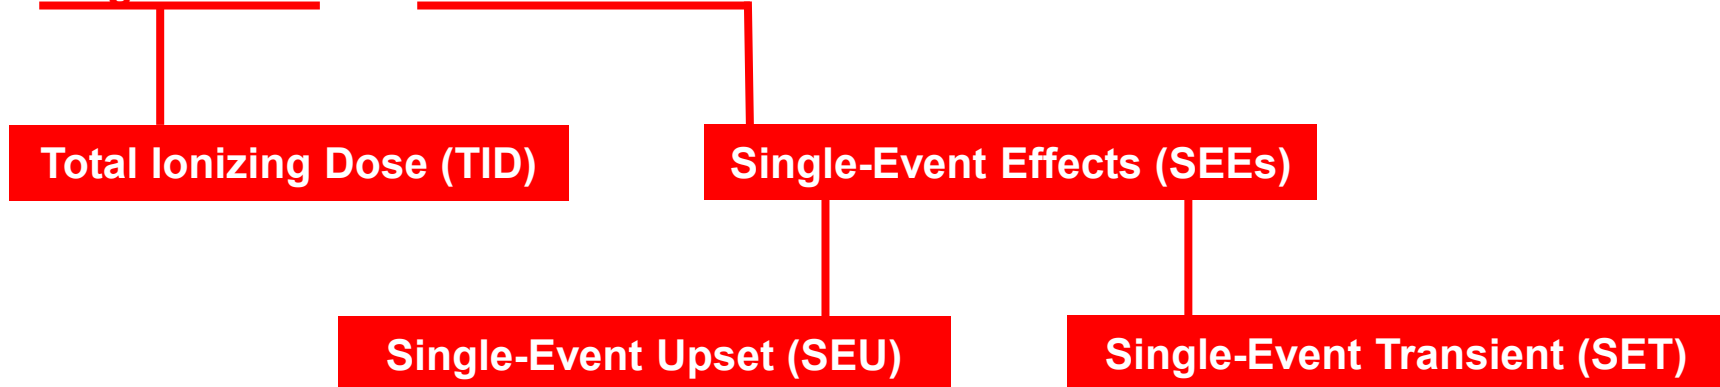 Total Ionizing Dose (TID)
Single-Event Effects (SEEs)
Single-Event Upset (SEU)
Single-Event Transient (SET)